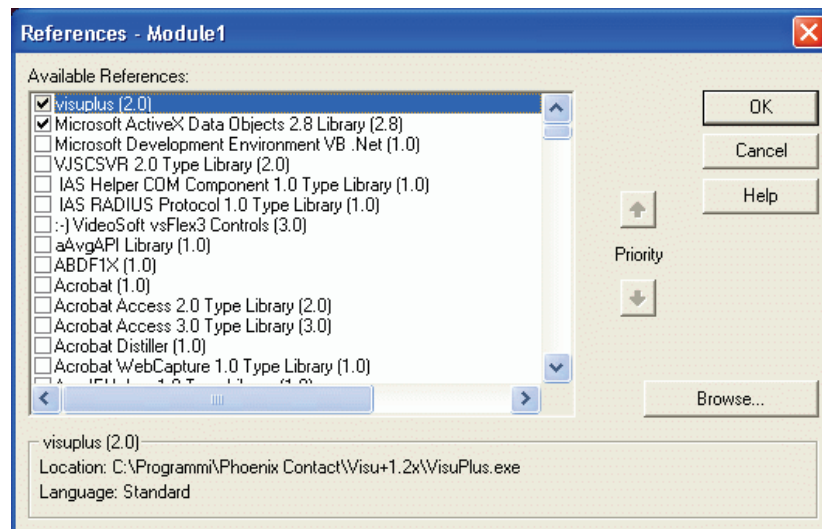 References - Module1
Available References:
visuplus (2.0)
Microsoft ActiveX Data Objects 2.8 Library (2.8)
Microsoft Development Environment VB .Net (1.0)
VJSCSVR 2.0 Type Library (2.0)
IAS Helper COM Component 1.0 Type Library (1.0)
IAS RADIUS Protocol 1.0 Type Library (1.0)
:-) VideoSoft vsFlex3 Controls (3.0)
aAvgAPI Library (1.0)
ABDF1X (1.0)
Acrobat (1.0)
Acrobat Access 2.0 Type Library (2.0)
Acrobat Access 3.0 Type Library (3.0)
Acrobat Distiller (1.0)
Acrobat WebCapture 1.0 Type Library (1.0)
OK
Cancel
Help
Priority
Browse...
visuplus (2.0)
Location: C:\Programmi\Phoenix Contact\Visu+1.2x\VisuPlus.exe
Language: Standard